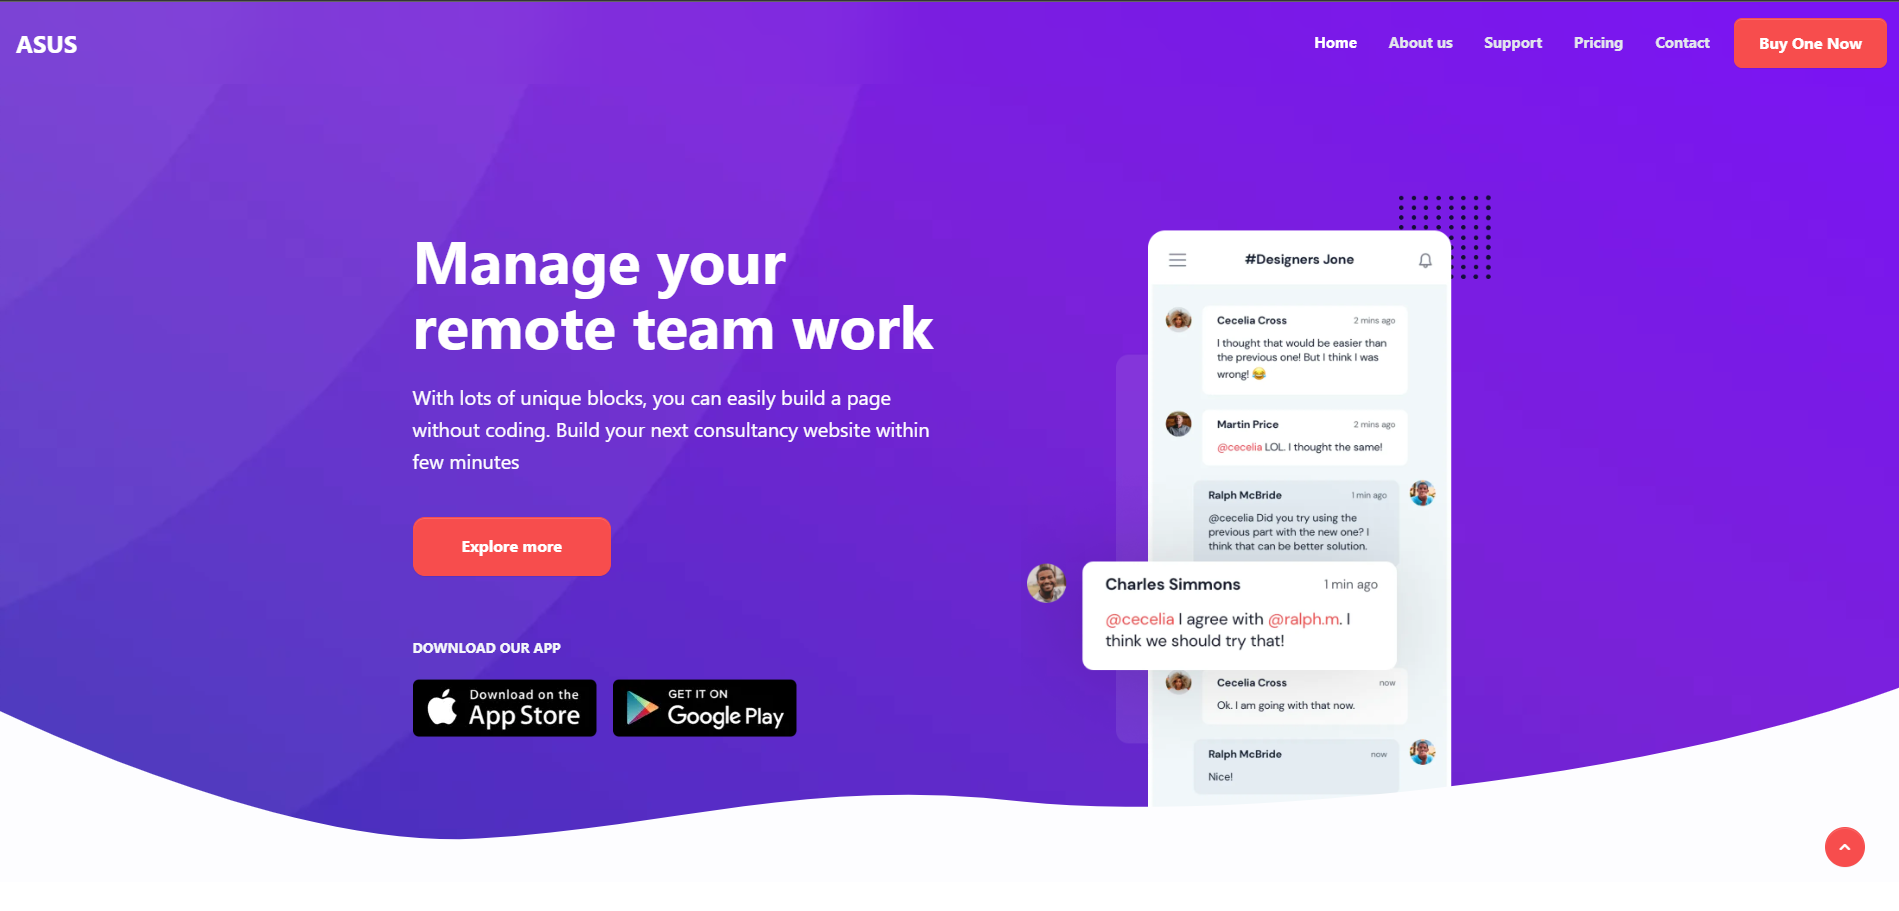 ASUS
Home
About us
Support
Pricing
Contact
Buy One Now
Manage your
remote team work
With lots of unique blocks, you can easily build a page
without coding. Build your next consultancy website within
few minutes
Explore more
DOWNLOAD OUR APP
Download on the
App Store
GET IT ON
Google Play
#Designers Jone
Cecelia Cross
2 mins ago
I thought that would be easier than
the previous one! But I think I was
wrong! 😂
Martin Price
2 mins ago
@cecelia LOL. I thought the same!
Ralph McBride
1 min ago
@cecelia Did you try using the
previous part with the new one? I
think that can be better solution.
Charles Simmons
1 min ago
@cecelia I agree with @ralph.m. I
think we should try that!
Cecelia Cross
now
Ok. I am going with that now.
Ralph McBride
now
Nice!